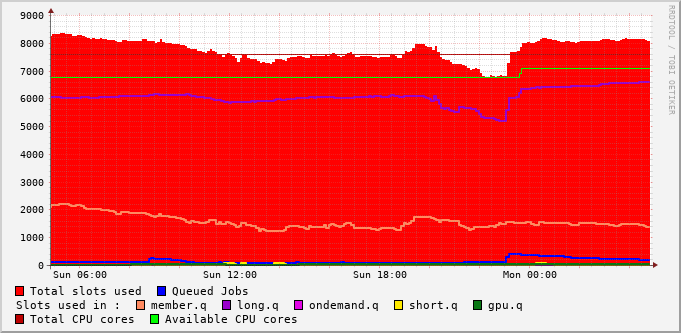 9000
8000
7000
6000
5000
4000
3000
2000
1000
0
Sun 06:00 Sun 12:00 Sun 18:00 Mon 00:00
RRDTOOL / TOBI OETIKER
Total slots used Queued Jobs
Slots used in : member.q long.q ondemand.q short.q gpu.q
Total CPU cores Available CPU cores